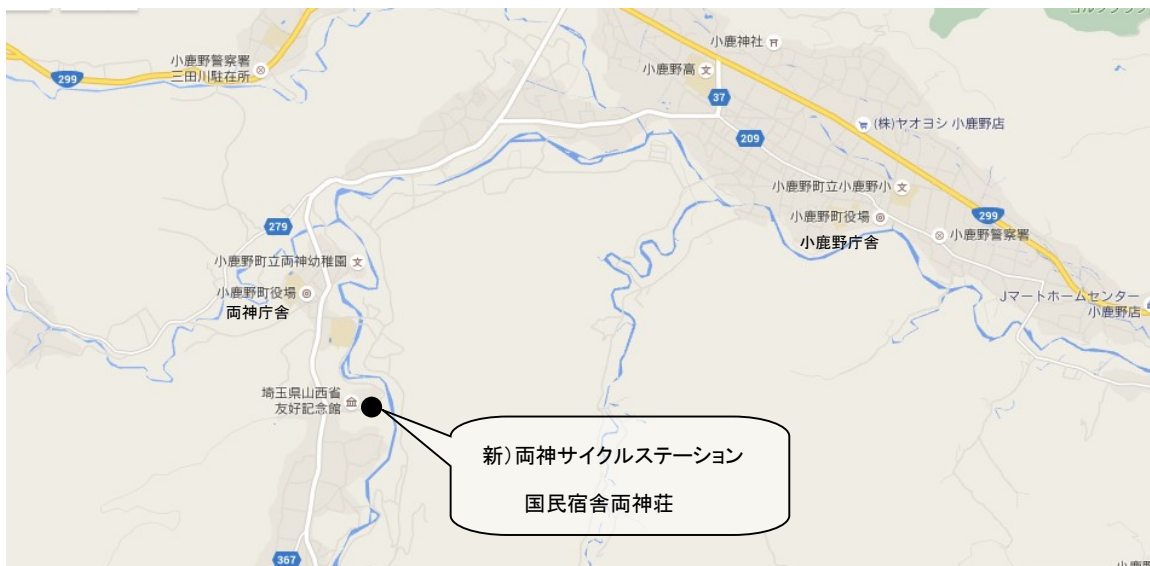 小鹿野神社
小鹿野警察署
三田川駐在所
299
小鹿野高
37
(株)ヤオヨシ 小鹿野店
209
小鹿野町立小鹿野小
小鹿野町役場
小鹿野庁舎
299
小鹿野警察署
279
小鹿野町立両神幼稚園
小鹿野町役場
両神庁舎
Jマートホームセンター
小鹿野店
埼玉県山西省
友好記念館
新)両神サイクルステーション
国民宿舎両神荘
367